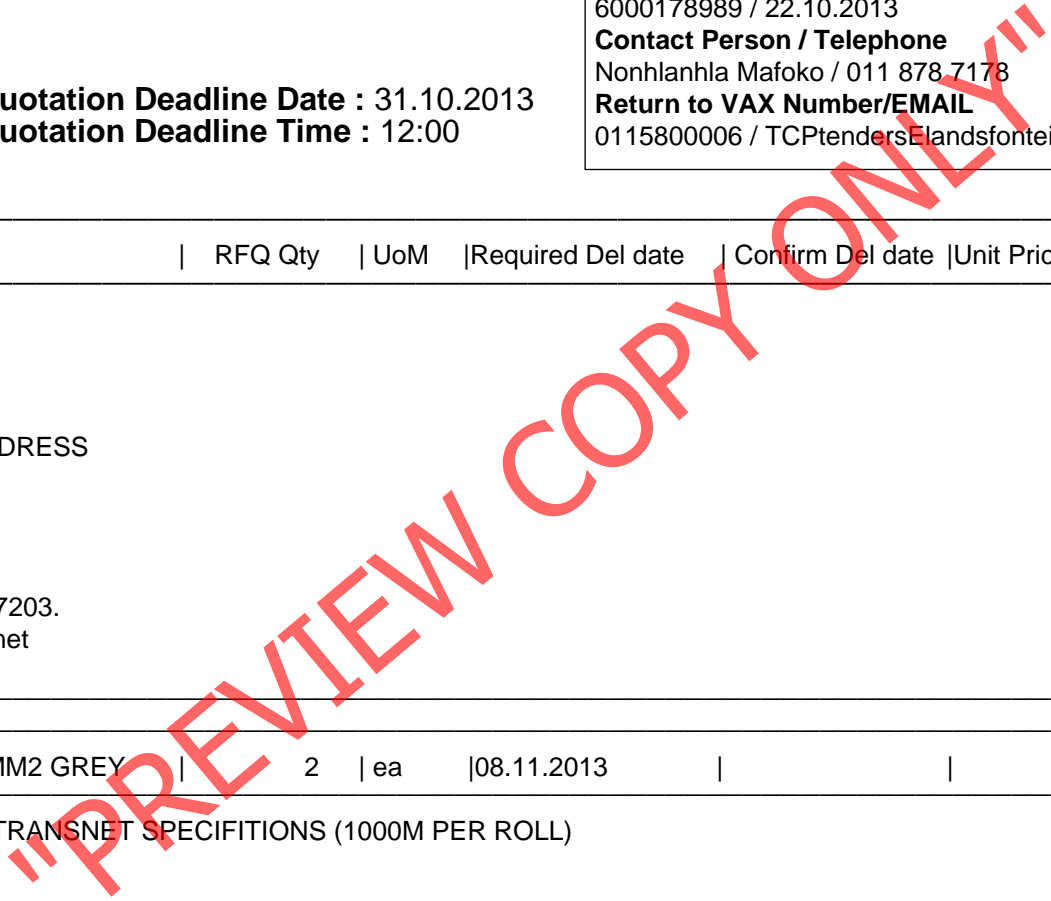 6000178989 / 22.10.2013
Contact Person / Telephone
Nonhlanhla Mafoko / 011 878 7178
Return to VAX Number/EMAIL
0115800006 / TCPtendersElandsfontei
uotation Deadline Date : 31.10.2013
uotation Deadline Time : 12:00
| RFQ Qty | UoM |Required Del date | Confirm Del date |Unit Pric
DRESS
7203.
net
MM2 GREY | 2 | ea |08.11.2013 | |
TRANSNET SPECIFITIONS (1000M PER ROLL)
"PREVIEW COPY ONLY"